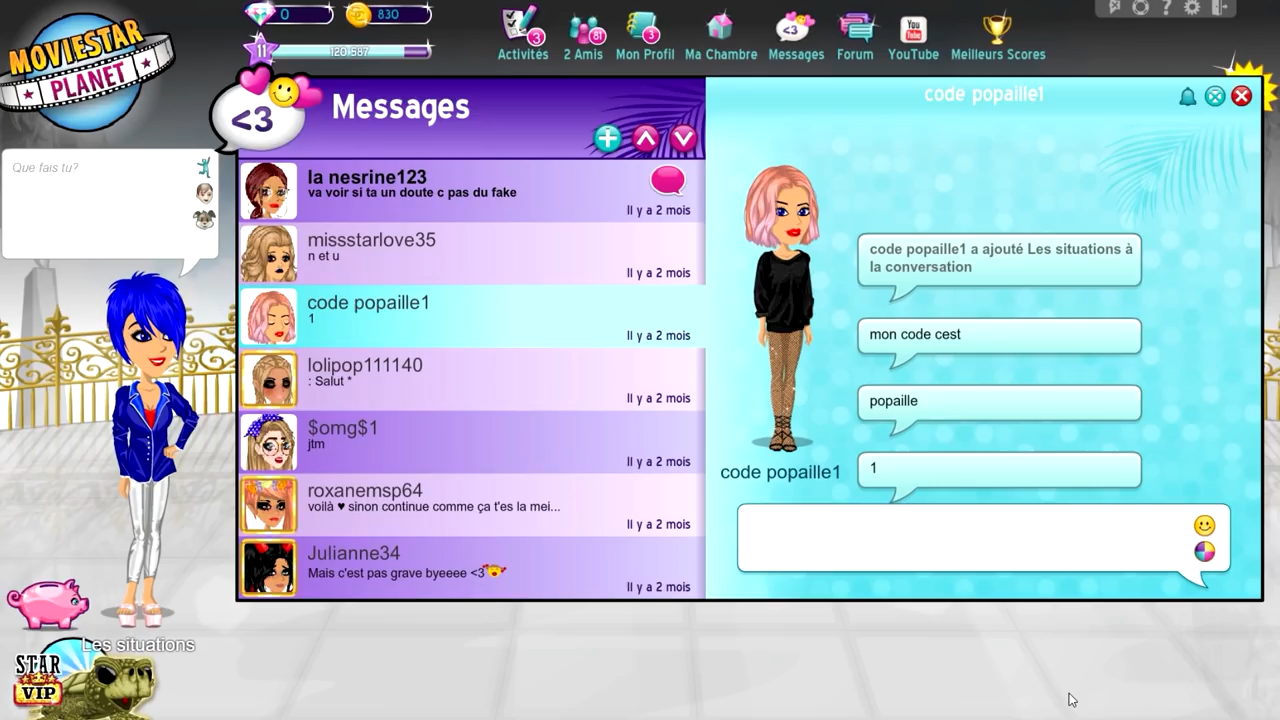 MOVIESTAR
PLANET
0
830
11
120 587
3
81
3
<3
You
Tube
Activités
2 Amis
Mon Profil
Ma Chambre
Messages
Forum
YouTube
Meilleurs Scores
<3
Messages
code popaille1
Que fais tu?
la nesrine123
va voir si ta un doute c pas du fake
Il y a 2 mois
missstarlove35
n et u
Il y a 2 mois
code popaille1
1
Il y a 2 mois
lolipop111140
: Salut *
Il y a 2 mois
$omg$1
jtm
Il y a 2 mois
roxanemsp64
voilà ♥ sinon continue comme ça t'es la mei...
Il y a 2 mois
Julianne34
Mais c'est pas grave byeeee <3
Il y a 2 mois
code popaille1 a ajouté Les situations à
la conversation
mon code cest
popaille
1
code popaille1
Les situations
STAR
VIP